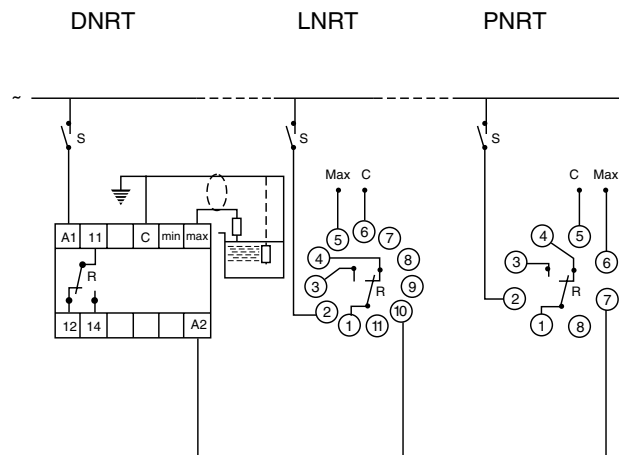 DNRT LNRT PNRT
~
S S S
Max C C Max
A1 11 C min max
R
12 14 A2
5 6 7 8 9 10 11 1 2 3 4
R
5 6 7 8 1 2 3 4
R